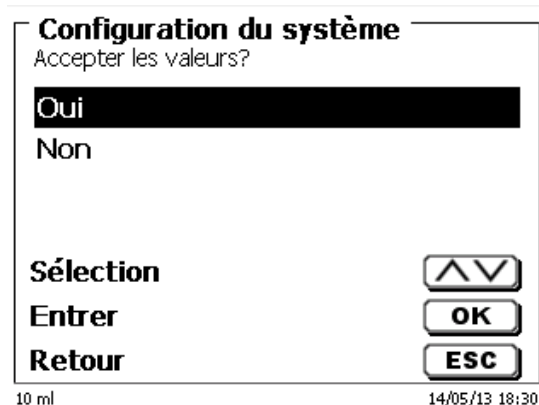 Configuration du système
Accepter les valeurs?
Oui
Non
Sélection
Entrer OK
Retour ESC
10 ml 14/05/13 18:30